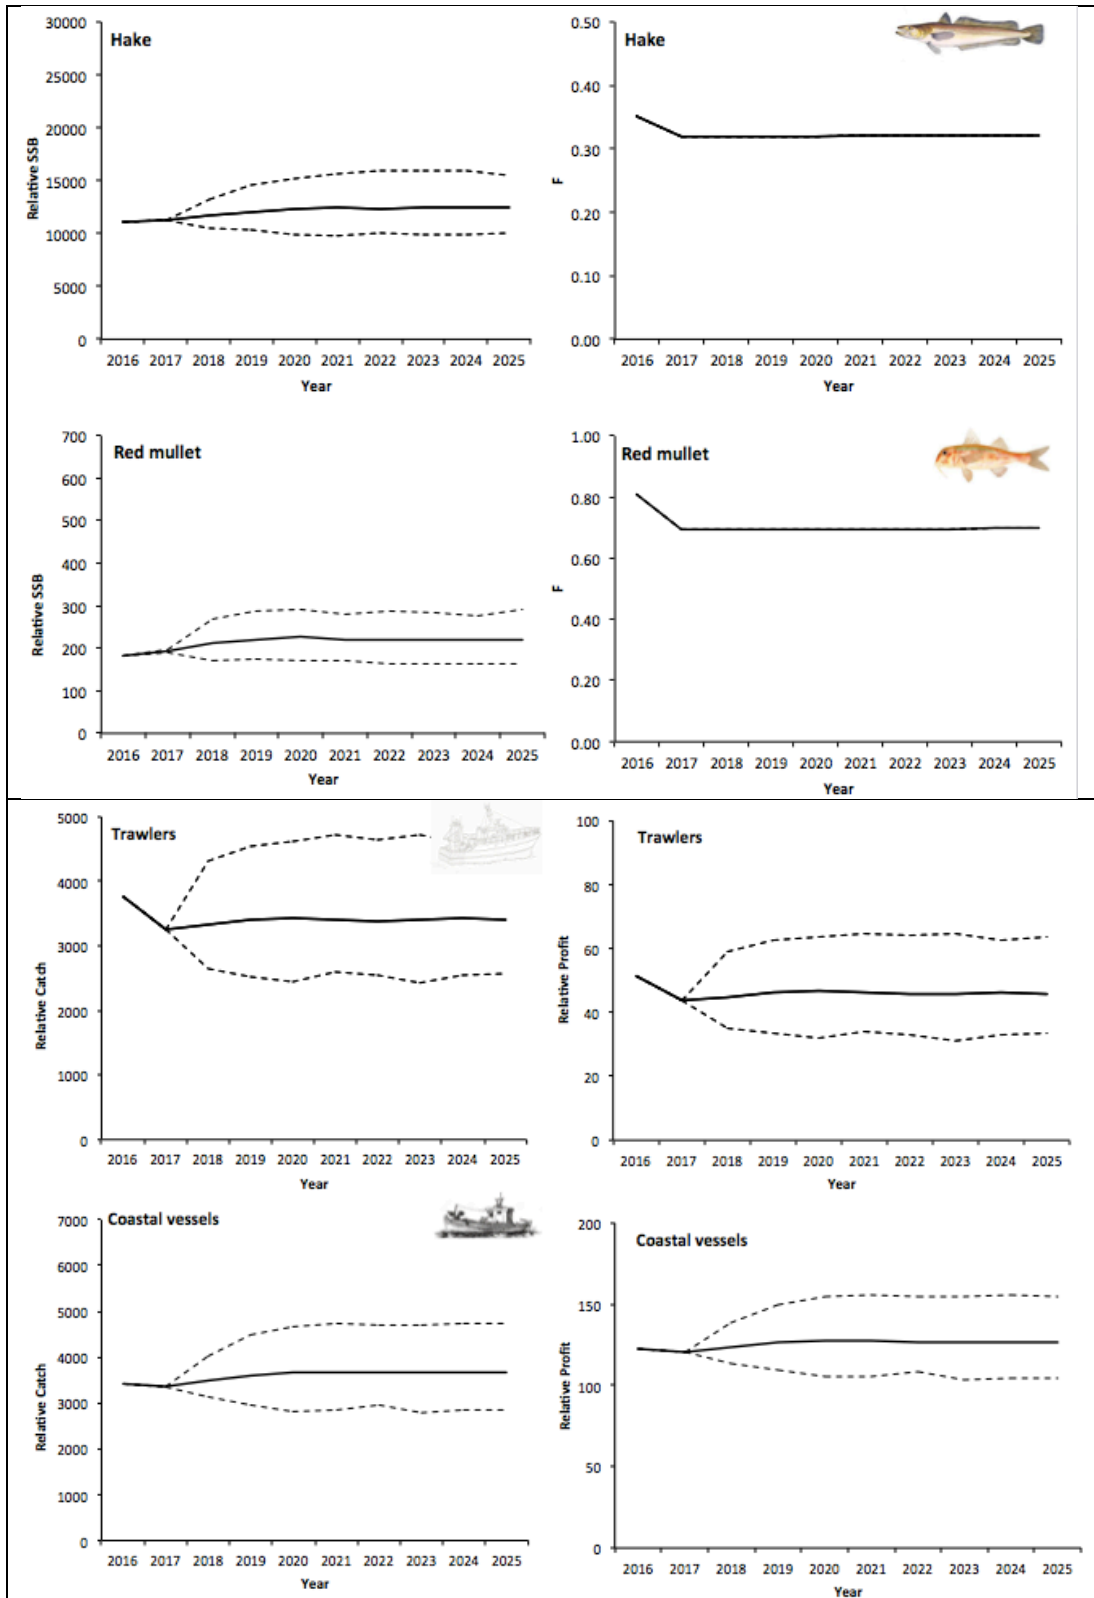 Hake
Relative SSB
30000
25000
20000
15000
10000
5000
0
2016 2017 2018 2019 2020 2021 2022 2023 2024 2025
Year
Hake
F
0.50
0.40
0.30
0.20
0.10
0.00
2016 2017 2018 2019 2020 2021 2022 2023 2024 2025
Year
Red mullet
Relative SSB
700
600
500
400
300
200
100
0
2016 2017 2018 2019 2020 2021 2022 2023 2024 2025
Year
Red mullet
F
1.00
0.80
0.60
0.40
0.20
0.00
2016 2017 2018 2019 2020 2021 2022 2023 2024 2025
Year
Trawlers
Relative Catch
5000
4000
3000
2000
1000
0
2016 2017 2018 2019 2020 2021 2022 2023 2024 2025
Year
Trawlers
Relative Profit
100
80
60
40
20
0
2016 2017 2018 2019 2020 2021 2022 2023 2024 2025
Year
Coastal vessels
Relative Catch
7000
6000
5000
4000
3000
2000
1000
0
2016 2017 2018 2019 2020 2021 2022 2023 2024 2025
Year
Coastal vessels
Relative Profit
200
150
100
50
0
2016 2017 2018 2019 2020 2021 2022 2023 2024 2025
Year